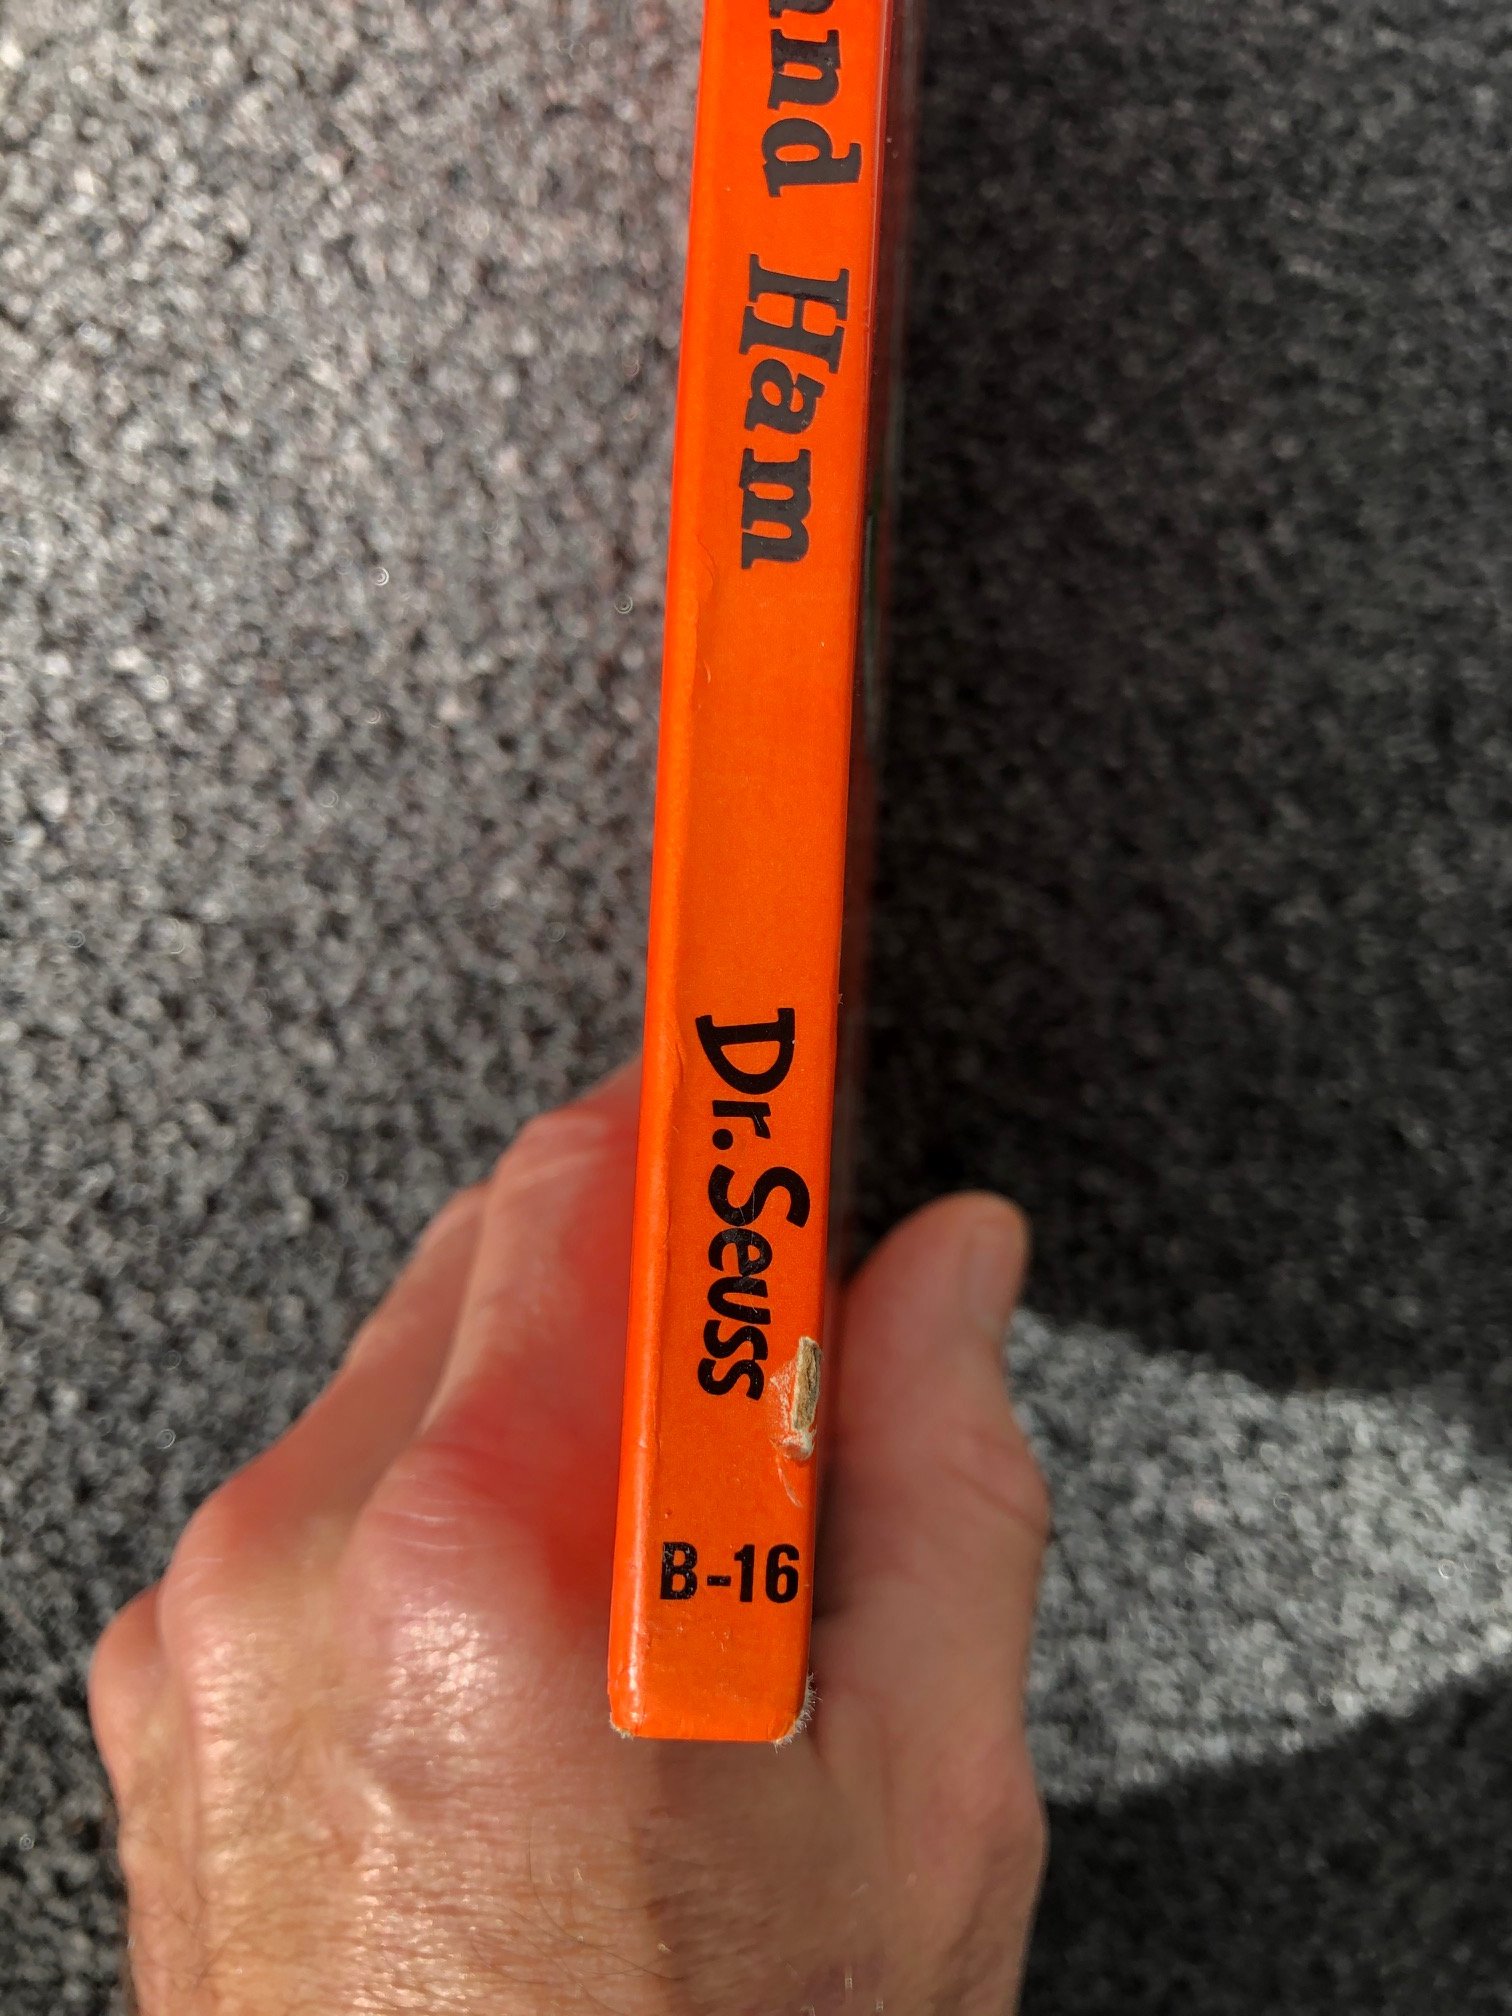 nd Ham
Dr. Seuss
B-16